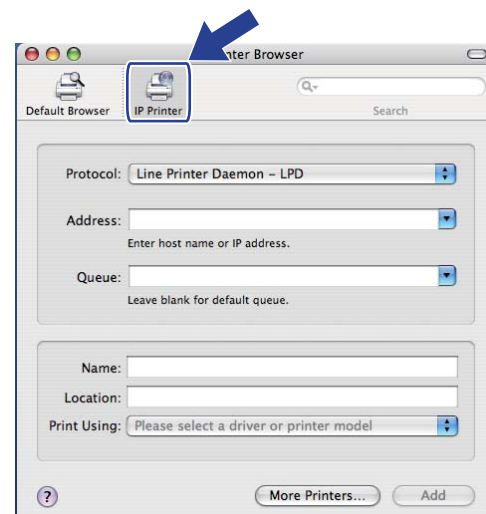 nter Browser
Default Browser
IP Printer
Search
Protocol: Line Printer Daemon – LPD
Address:
Enter host name or IP address.
Queue:
Leave blank for default queue.
Name:
Location:
Print Using: Please select a driver or printer model
? More Printers... Add